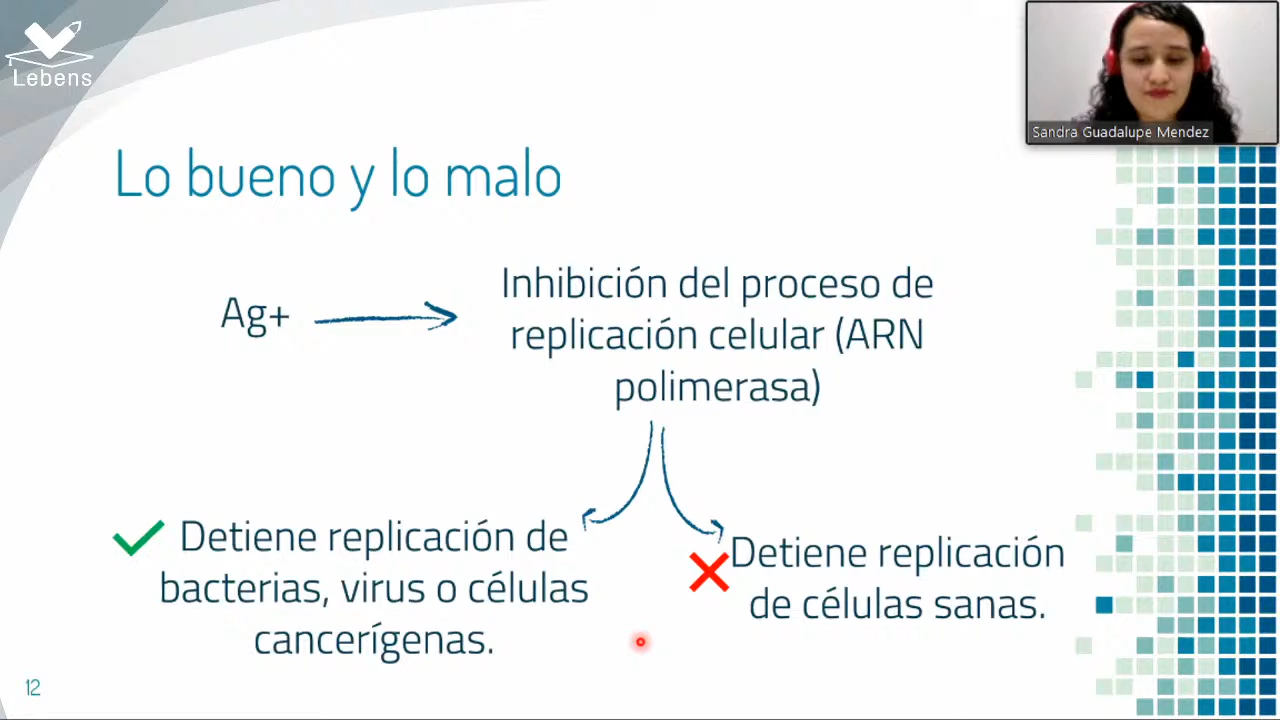 Lebens
Sandra Guadalupe Mendez
Lo bueno y lo malo
Ag+
Inhibición del proceso de
replicación celular (ARN
polimerasa)
Detiene replicación de
bacterias, virus o células
cancerígenas.
Detiene replicación
de células sanas.
12